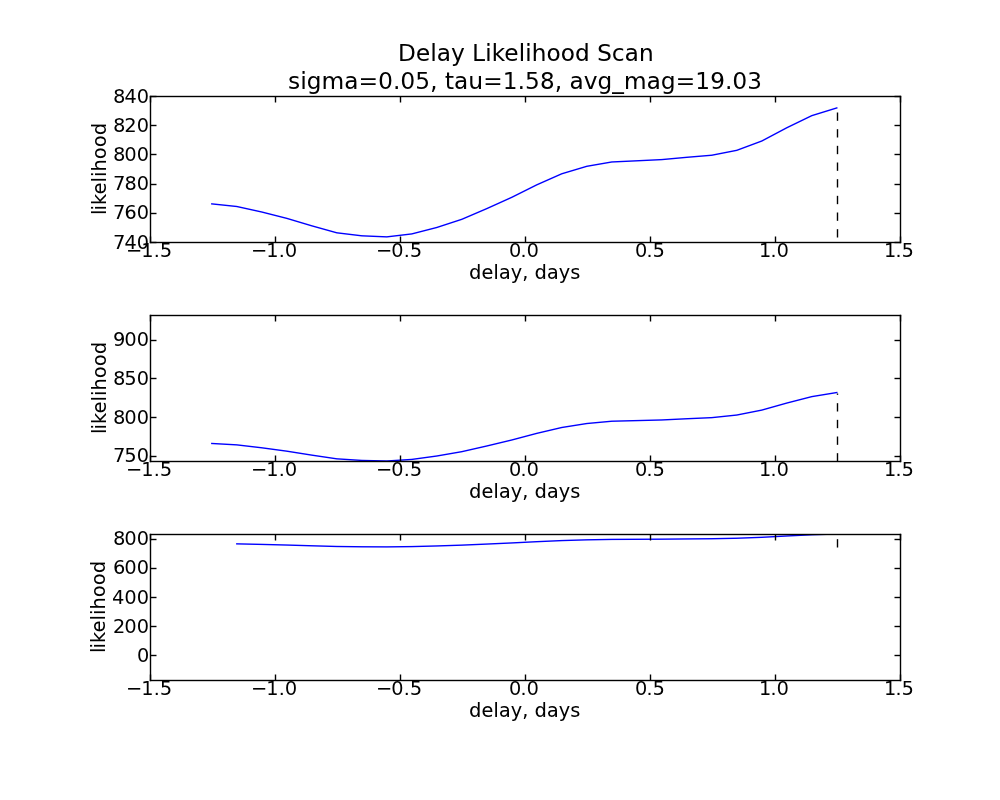 Delay Likelihood Scan
sigma=0.05, tau=1.58, avg_mag=19.03
840
820
800
780
760
740
likelihood
−1.5 −1.0 −0.5 0.0 0.5 1.0 1.5
delay, days
900
850
800
750
likelihood
−1.5 −1.0 −0.5 0.0 0.5 1.0 1.5
delay, days
800
600
400
200
0
likelihood
−1.5 −1.0 −0.5 0.0 0.5 1.0 1.5
delay, days